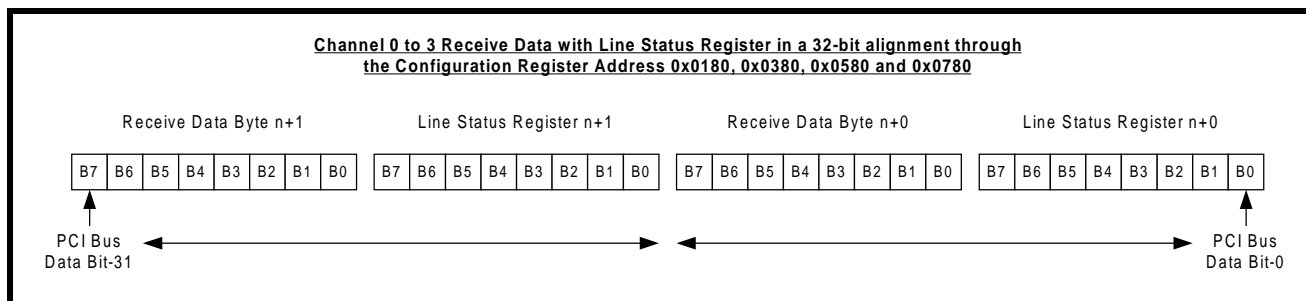 Channel 0 to 3 Receive Data with Line Status Register in a 32-bit alignment through
the Configuration Register Address 0x0180, 0x0380, 0x0580 and 0x0780
Receive Data Byte n+1 Line Status Register n+1 Receive Data Byte n+0 Line Status Register n+0
B7 B6 B5 B4 B3 B2 B1 B0 B7 B6 B5 B4 B3 B2 B1 B0 B7 B6 B5 B4 B3 B2 B1 B0 B7 B6 B5 B4 B3 B2 B1 B0
PCI Bus
Data Bit-31
PCI Bus
Data Bit-0